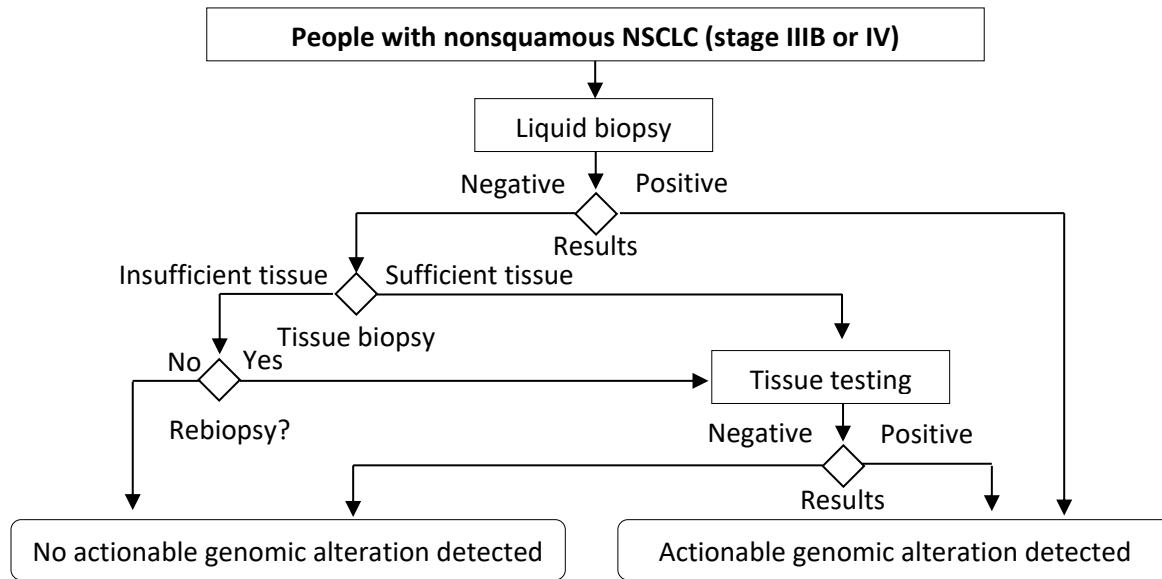 People with nonsquamous NSCLC (stage IIIB or IV)
Liquid biopsy
Negative Positive
Results
Insufficient tissue Sufficient tissue
Tissue biopsy
No Yes
Tissue testing
Rebiopsy?
Negative Positive
Results
No actionable genomic alteration detected
Actionable genomic alteration detected